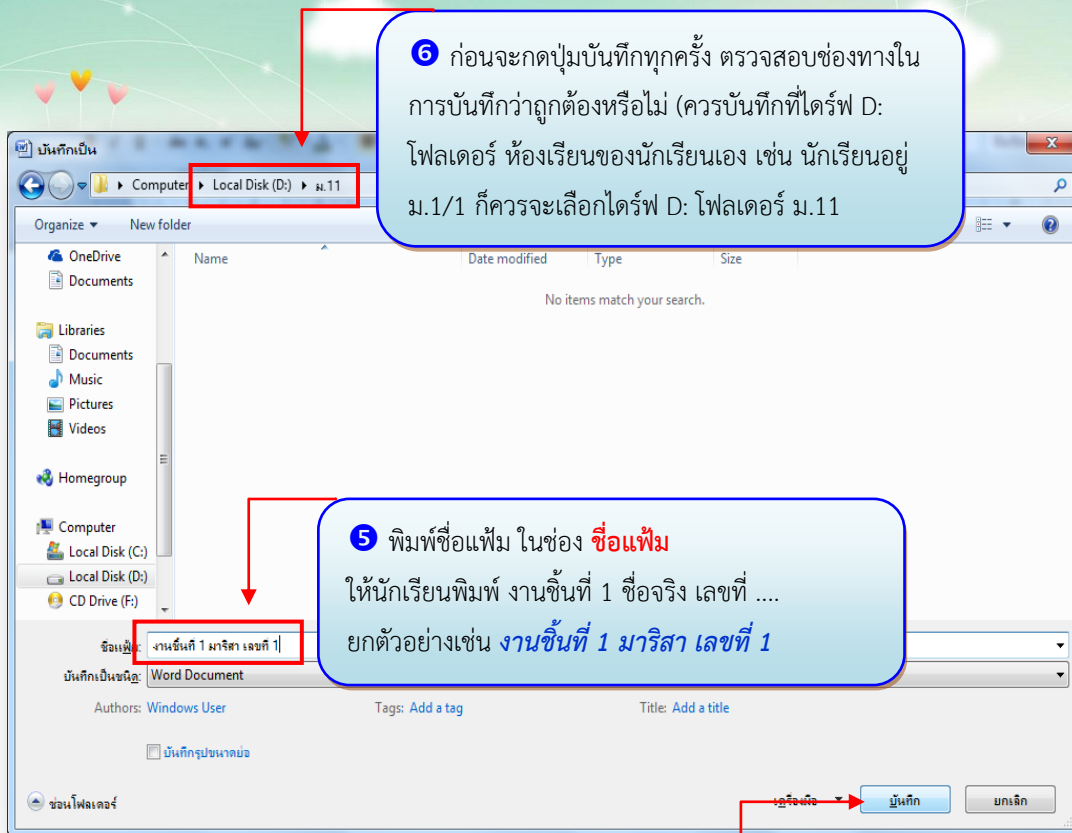 ❻ ก่อนจะกดปุ่มบันทึกทุกครั้ง ตรวจสอบช่องทางใน
การบันทึกว่าถูกต้องหรือไม่ (ควรบันทึกที่ไดร์ฟ D:
โฟลเดอร์ ห้องเรียนของนักเรียนเอง เช่น นักเรียนอยู่
ม.1/1 ก็ควรจะเลือกไดร์ฟ D: โฟลเดอร์ ม.11
บันทึกเป็น
Computer ▸ Local Disk (D:) ▸ ม.11
Organize New folder
Name Date modified Type Size
No items match your search.
OneDrive
Documents
Libraries
Documents
Music
Pictures
Videos
Homegroup
Computer
Local Disk (C:)
Local Disk (D:)
CD Drive (F:)
❺ พิมพ์ชื่อแฟ้ม ในช่อง ชื่อแฟ้ม
ให้นักเรียนพิมพ์ งานชิ้นที่ 1 ชื่อจริง เลขที่ ....
ยกตัวอย่างเช่น งานชิ้นที่ 1 มาริสา เลขที่ 1
ชื่อแฟ้ม: งานชิ้นที่ 1 มาริสา เลขที่ 1
บันทึกเป็นชนิด: Word Document
Authors: Windows User Tags: Add a tag Title: Add a title
บันทึกรูปขนาดย่อ
ซ่อนโฟลเดอร์ เครื่องมือ บันทึก ยกเลิก